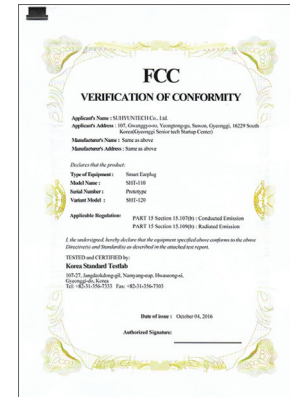 FCC
VERIFICATION OF CONFORMITY
Applicant's Name : SUHYUNTECH Co., Ltd.
Applicant's Address : 107, Gwanggyo-ro, Yeongtong-gu, Suwon, Gyeonggi, 16229 South
Korea(Gyeonggi Senior tech Startup Center)
Manufacturer's Name : Same as above
Manufacturer's Address : Same as above
Declares that the product:
Type of Equipment : Smart Earplug
Model Name : SHT-110
Serial Number : Prototype
Variant Model : SHT-120
Applicable Regulation: PART 15 Section 15.107(b) : Conducted Emission
PART 15 Section 15.109(b) : Radiated Emission
I, the undersigned, hereby declare that the equipment specified above conforms to the above
Directive(s) and Standard(s) as described in the attached test report.
TESTED and CERTIFIED by:
Korea Standard Testlab
107-27, Jangdeokdong-gil, Namyang-eup, Hwaseong-si,
Gyeonggi-do, Korea
Tel: +82-31-356-7333 Fax: +82-31-356-7303
Date of issue : October 04, 2016
Authorized Signature: